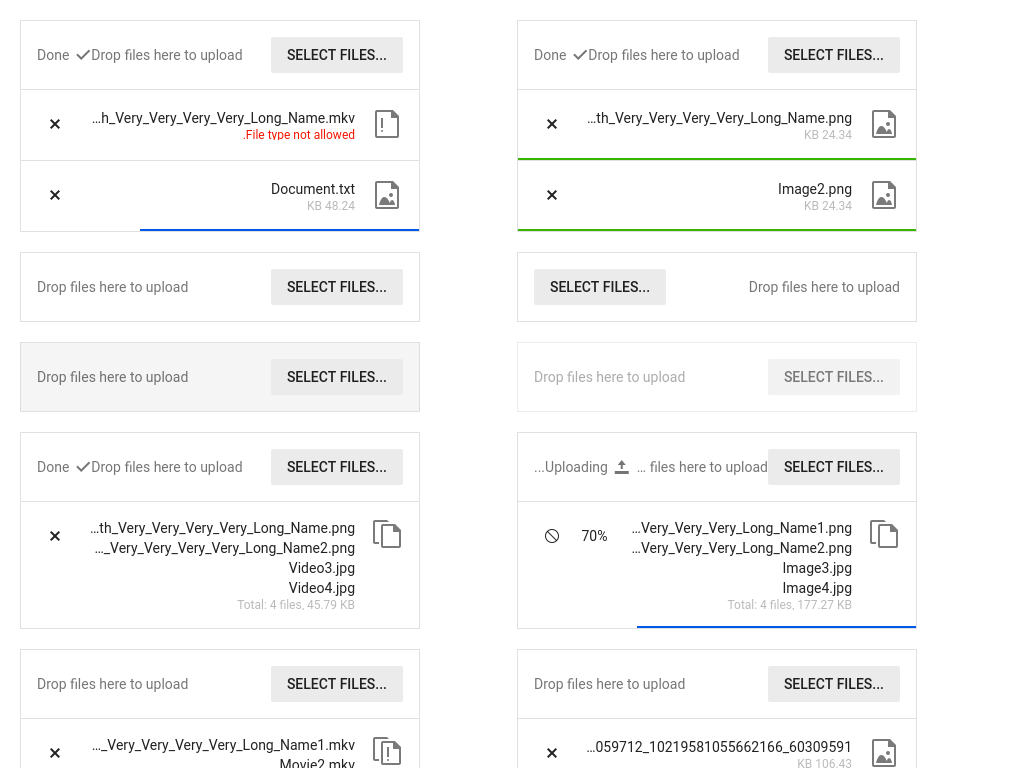 Done Drop files here to upload SELECT FILES...
...h_Very_Very_Very_Very_Long_Name.mkv
.File type not allowed
Document.txt
KB 48.24
Done Drop files here to upload SELECT FILES...
...th_Very_Very_Very_Very_Long_Name.png
KB 24.34
Image2.png
KB 24.34
Drop files here to upload SELECT FILES...
SELECT FILES... Drop files here to upload
Drop files here to upload SELECT FILES...
Drop files here to upload SELECT FILES...
Done Drop files here to upload SELECT FILES...
...th_Very_Very_Very_Very_Long_Name.png
..._Very_Very_Very_Very_Long_Name2.png
Video3.jpg
Video4.jpg
Total: 4 files, 45.79 KB
...Uploading ... files here to upload SELECT FILES...
70% ...Very_Very_Very_Long_Name1.png
...Very_Very_Very_Long_Name2.png
Image3.jpg
Image4.jpg
Total: 4 files, 177.27 KB
Drop files here to upload SELECT FILES...
..._Very_Very_Very_Very_Long_Name1.mkv
Movie2.mkv
Drop files here to upload SELECT FILES...
...059712_10219581055662166_60309591
KB 106.43